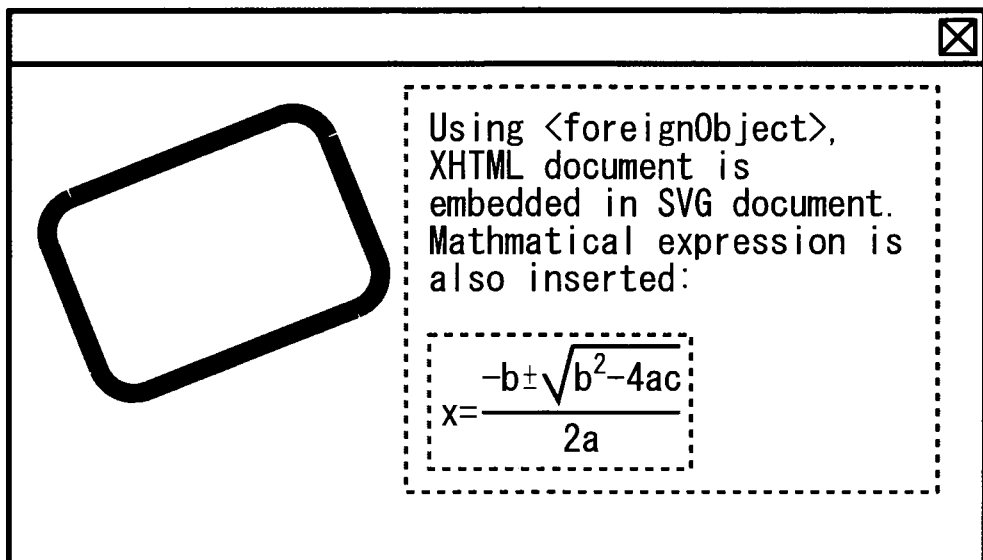 Using <foreignObject>,
XHTML document is
embedded in SVG document.
Mathmatical expression is
also inserted:
x=
-b±√b²-4ac
2a